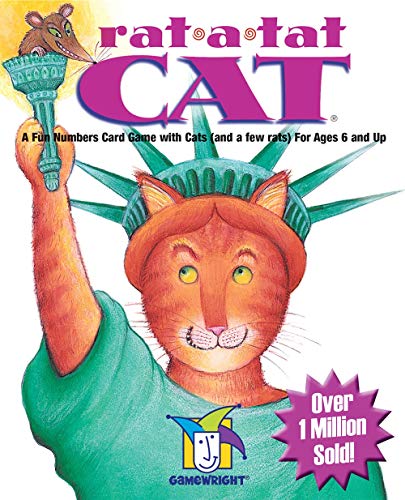 rat•a•tat
CAT®
A Fun Numbers Card Game with Cats (and a few rats) For Ages 6 and Up
Over
1 Million
Sold!
GAMEWRIGHT®